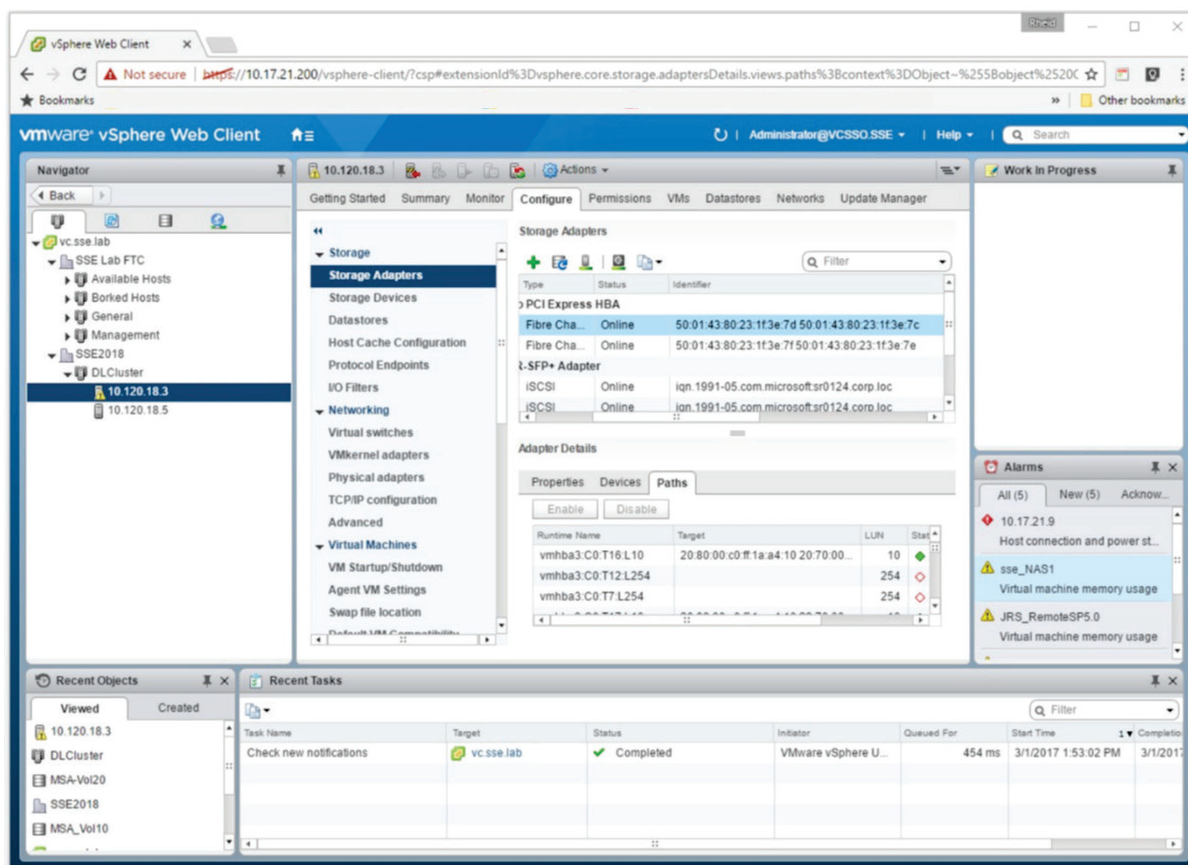 Rheid
vSphere Web Client
Not secure
https://10.17.21.200/vsphere-client/?csp#extensionId%3Dvsphere.core.storage.adaptersDetails.views.paths%3Bcontext%3DObject~%255Bobject%2520C
Bookmarks
Other bookmarks
vmware® vSphere Web Client
Administrator@VCSSO.SSE
Help
Search
Navigator
Back
vc.sse.lab
SSE Lab FTC
Available Hosts
Borked Hosts
General
Management
SSE2018
DLCluster
10.120.18.3
10.120.18.5
10.120.18.3
Actions
Getting Started Summary Monitor Configure Permissions VMs Datastores Networks Update Manager
Storage
Storage Adapters
Storage Devices
Datastores
Host Cache Configuration
Protocol Endpoints
I/O Filters
Networking
Virtual switches
VMkernel adapters
Physical adapters
TCP/IP configuration
Advanced
Virtual Machines
VM Startup/Shutdown
Agent VM Settings
Swap file location
Default VM Compatibility
Storage Adapters
Filter
Type Status Identifier
PCI Express HBA
Fibre Cha... Online 50:01:43:80:23:1f:3e:7d 50:01:43:80:23:1f:3e:7c
Fibre Cha... Online 50:01:43:80:23:1f:3e:7f 50:01:43:80:23:1f:3e:7e
R-SFP+ Adapter
iSCSI Online iqn.1991-05.com.microsoft:sr0124.corp.loc
iSCSI Online iqn.1991-05.com.microsoft:sr0124.corp.loc
Adapter Details
Properties Devices Paths
Enable Disable
Runtime Name Target LUN Stat
vmhba3:C0:T16:L10 20:80:00:c0:ff:1a:a4:10 20:70:00... 10
vmhba3:C0:T12:L254 254
vmhba3:C0:T7:L254 254
Work In Progress
Alarms
All (5) New (5) Acknow...
10.17.21.9
Host connection and power st...
sse_NAS1
Virtual machine memory usage
JRS_RemoteSP5.0
Virtual machine memory usage
Recent Objects
Viewed Created
10.120.18.3
DLCluster
MSA-Vol20
SSE2018
MSA_Vol10
Recent Tasks
Filter
Task Name Target Status Initiator Queued For Start Time 1 Completio
Check new notifications vc.sse.lab Completed VMware vSphere U... 454 ms 3/1/2017 1:53:02 PM 3/1/2017